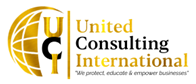 UCI
United
Consulting
International
"We protect, educate & empower businesses"